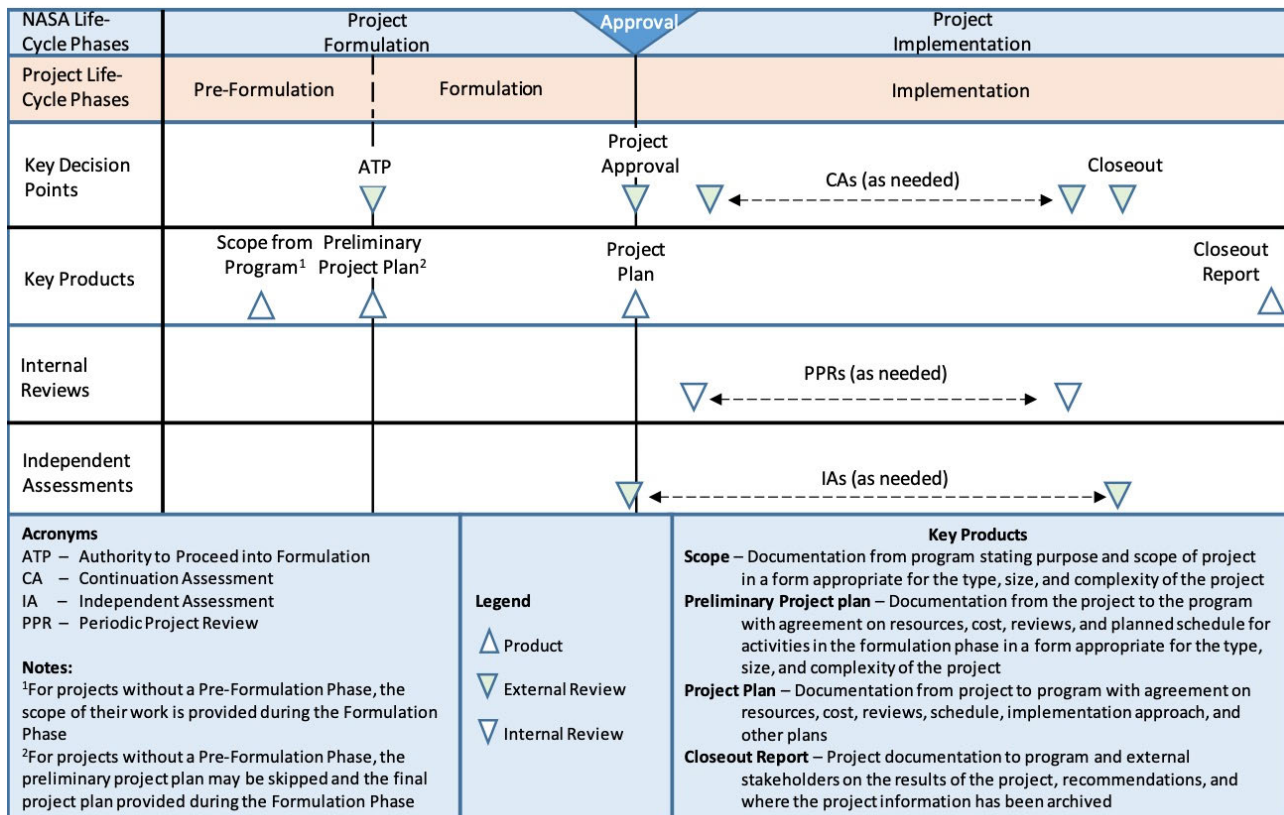 NASA Life-
Cycle Phases
Project
Formulation
Approval
Project
Implementation
Project Life-
Cycle Phases
Pre-Formulation
Formulation
Implementation
Key Decision
Points
ATP
Project
Approval
CAs (as needed)
Closeout
Key Products
Scope from
Program1
Preliminary
Project Plan2
Project
Plan
Closeout
Report
Internal
Reviews
PPRs (as needed)
Independent
Assessments
IAs (as needed)
Acronyms
ATP – Authority to Proceed into Formulation
CA – Continuation Assessment
IA – Independent Assessment
PPR – Periodic Project Review
Notes:
1For projects without a Pre-Formulation Phase, the
scope of their work is provided during the Formulation
Phase
2For projects without a Pre-Formulation Phase, the
preliminary project plan may be skipped and the final
project plan provided during the Formulation Phase
Legend
Product
External Review
Internal Review
Key Products
Scope – Documentation from program stating purpose and scope of project
in a form appropriate for the type, size, and complexity of the project
Preliminary Project plan – Documentation from the project to the program
with agreement on resources, cost, reviews, and planned schedule for
activities in the formulation phase in a form appropriate for the type,
size, and complexity of the project
Project Plan – Documentation from project to program with agreement on
resources, cost, reviews, schedule, implementation approach, and
other plans
Closeout Report – Project documentation to program and external
stakeholders on the results of the project, recommendations, and
where the project information has been archived